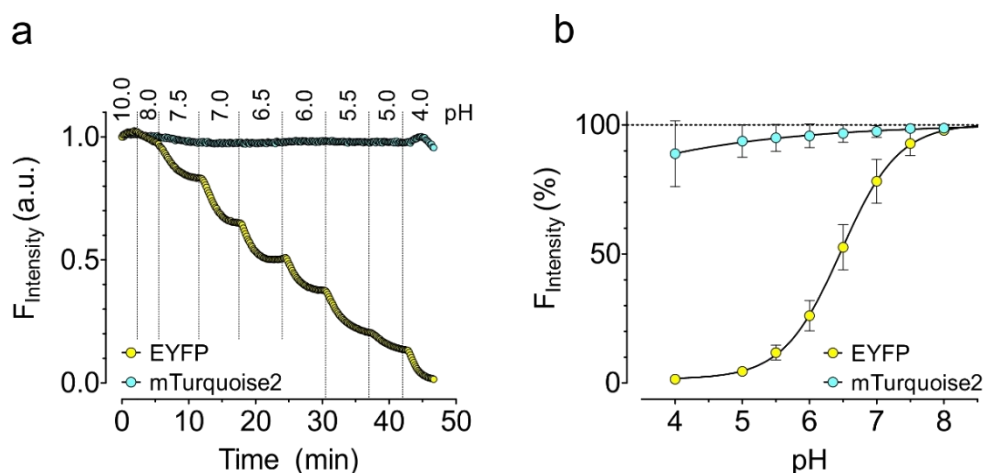 a
10.0 8.0 7.5 7.0 6.5 6.0 5.5 5.0 4.0 pH
1.0
0.5
0.0
FIntensity (a.u.)
EYFP
mTurquoise2
0 10 20 30 40 50
Time (min)
b
100
50
0
FIntensity (%)
EYFP
mTurquoise2
4 5 6 7 8
pH